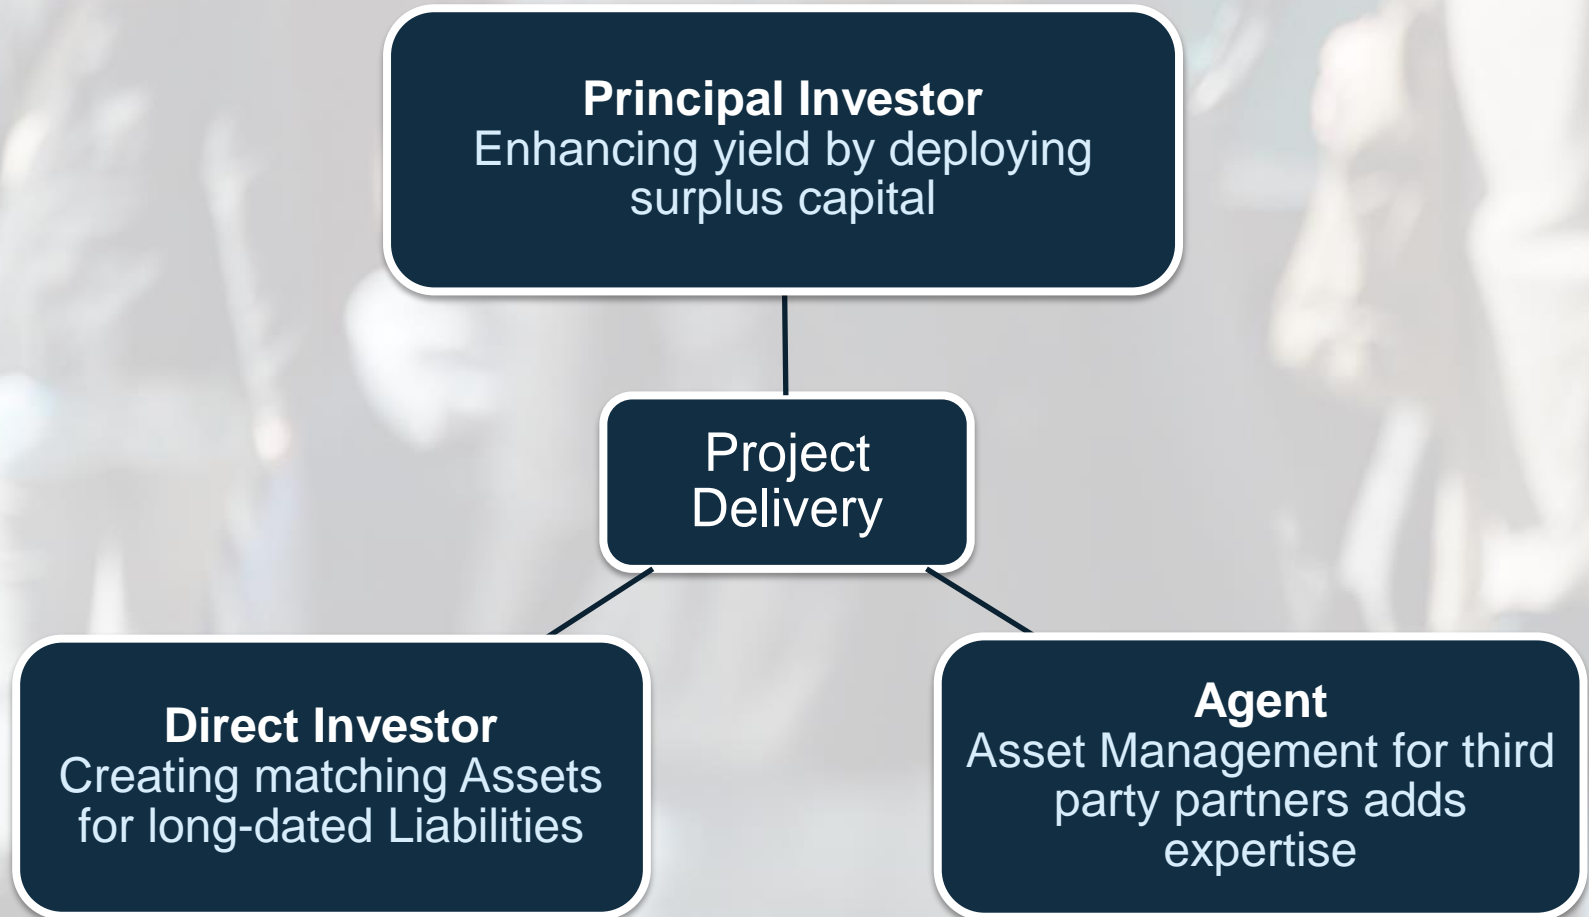 Principal Investor
Enhancing yield by deploying
surplus capital
Project
Delivery
Direct Investor
Creating matching Assets
for long-dated Liabilities
Agent
Asset Management for third
party partners adds
expertise